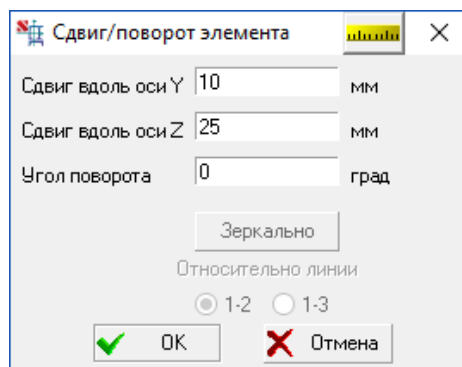 Сдвиг/поворот элемента
Сдвиг вдоль оси Y 10 мм
Сдвиг вдоль оси Z 25 мм
Угол поворота 0 град
Зеркально
Относительно линии
1-2 1-3
OK Отмена